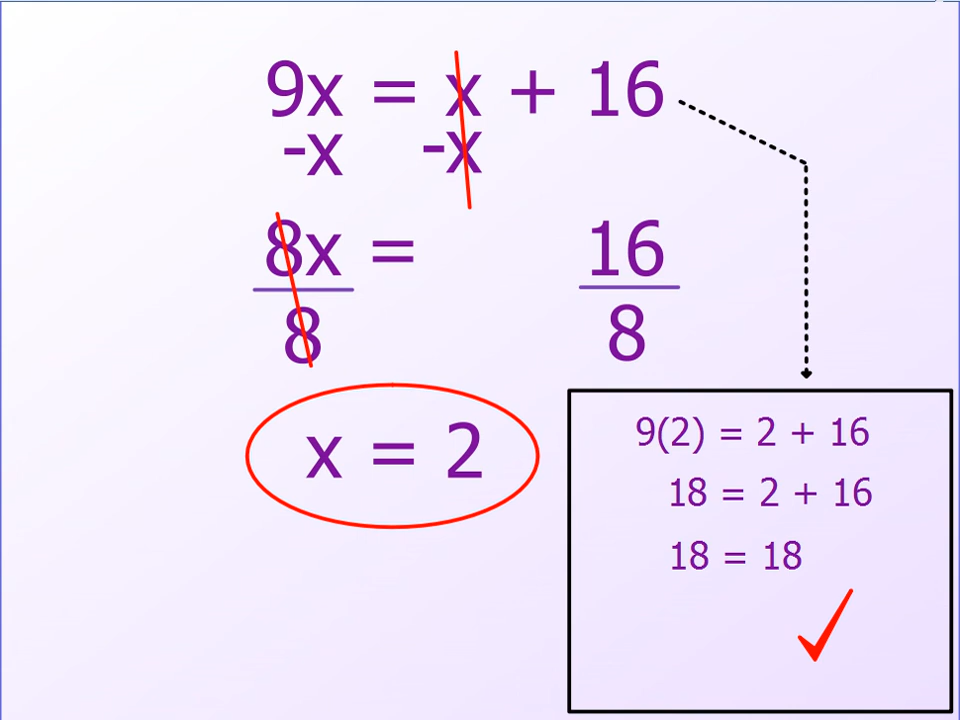 9x = x + 16
-x -x
8x = 16
8 8
x = 2
9(2) = 2 + 16
18 = 2 + 16
18 = 18